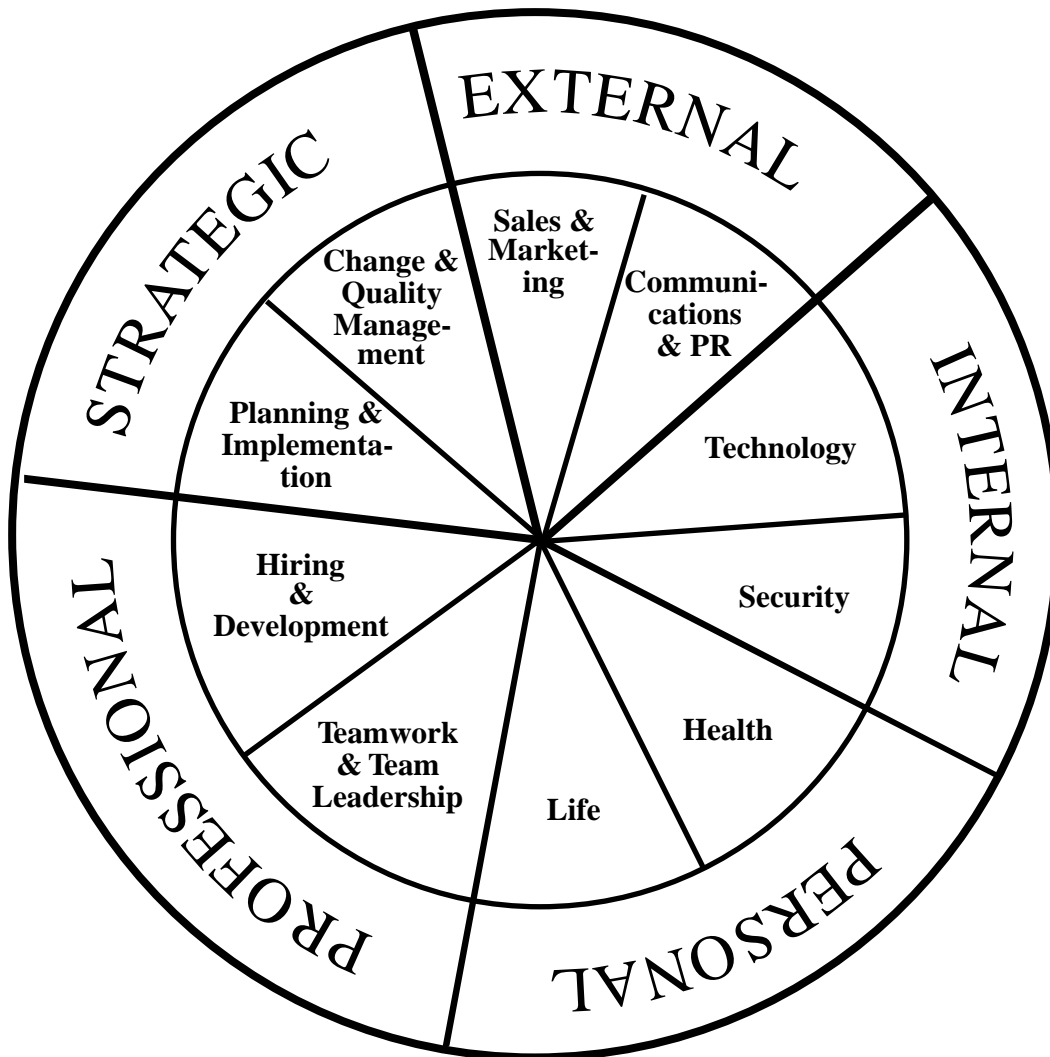 EXTERNAL
STRATEGIC
INTERNAL
PROFESSIONAL
PERSONAL
Sales &
Market-
ing
Communi-
cations
& PR
Technology
Security
Health
Life
Teamwork
& Team
Leadership
Hiring
&
Development
Planning &
Implementa-
tion
Change &
Quality
Manage-
ment